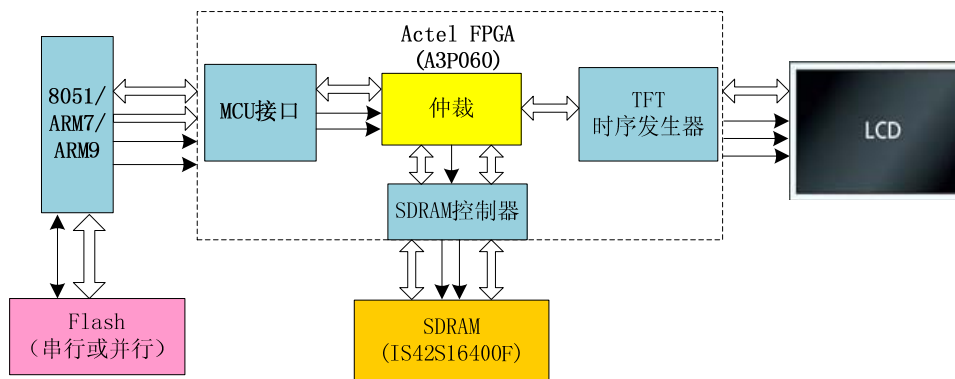 Actel FPGA
(A3P060)
8051/
ARM7/
ARM9
MCU接口
仲裁
TFT
时序发生器
LCD
SDRAM控制器
Flash
(串行或并行)
SDRAM
(IS42S16400F)